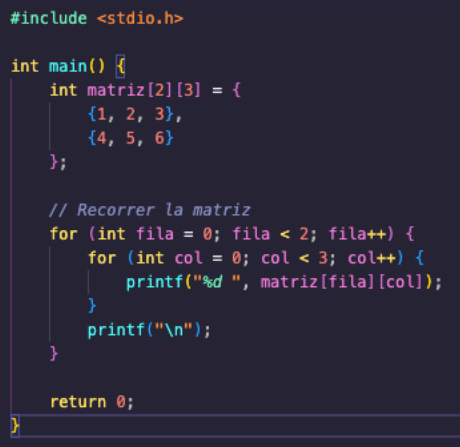 #include <stdio.h>

int main() {
    int matriz[2][3] = {
        {1, 2, 3},
        {4, 5, 6}
    };

    // Recorrer la matriz
    for (int fila = 0; fila < 2; fila++) {
        for (int col = 0; col < 3; col++) {
            printf("%d ", matriz[fila][col]);
        }
        printf("\n");
    }

    return 0;
}